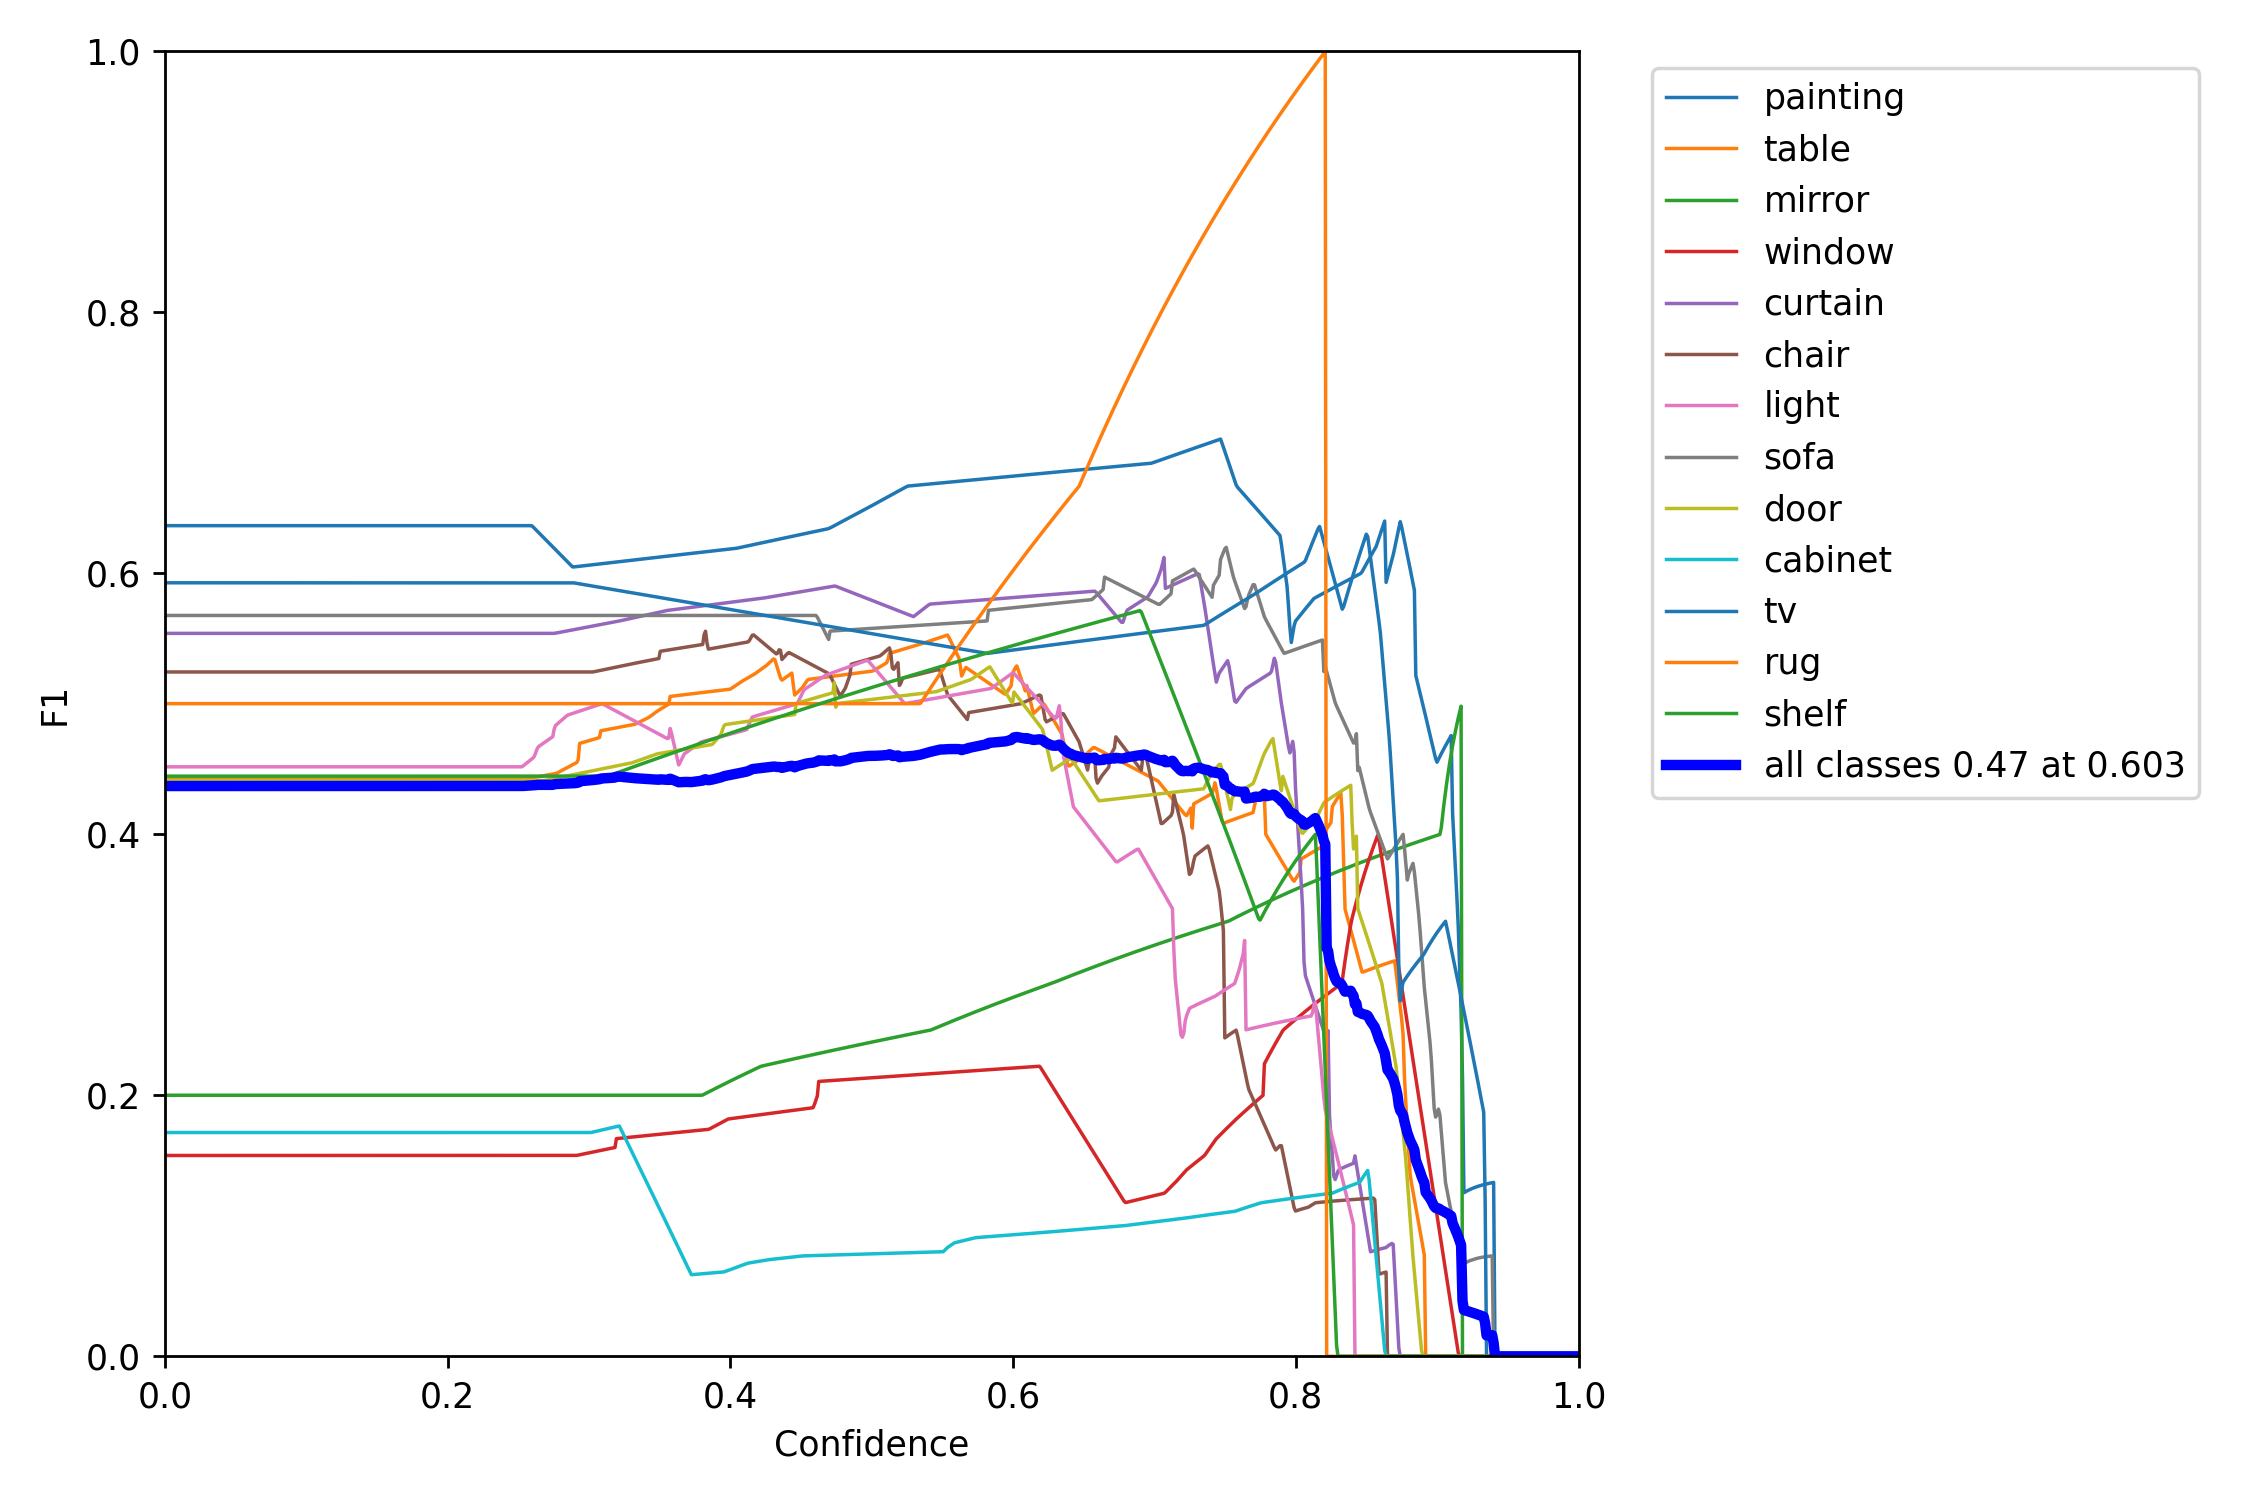 1.0
0.8
0.6
0.4
0.2
0.0
F1
0.0 0.2 0.4 0.6 0.8 1.0
Confidence
painting
table
mirror
window
curtain
chair
light
sofa
door
cabinet
tv
rug
shelf
all classes 0.47 at 0.603